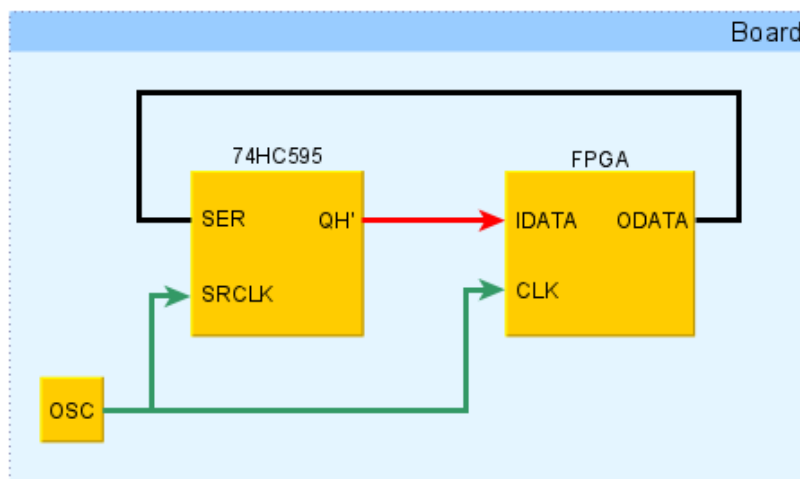 Board
74HC595
FPGA
SER
QH'
IDATA
ODATA
SRCLK
CLK
OSC